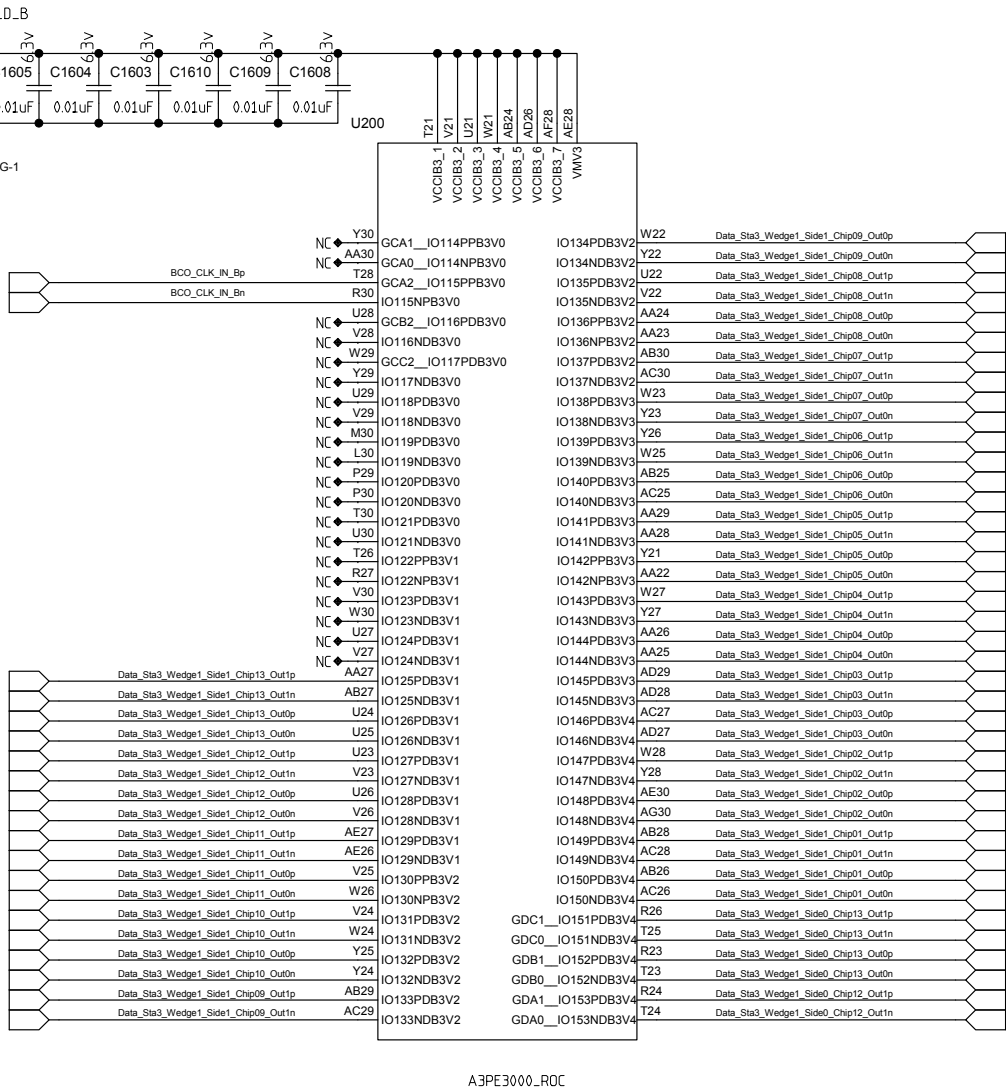 LD_B
6.3v 6.3v 6.3v 6.3v 6.3v 6.3v
C1605 C1604 C1603 C1610 C1609 C1608
0.01uF 0.01uF 0.01uF 0.01uF 0.01uF 0.01uF
U200
G-1
T21 V21 U21 W21 AB24 AD26 AF28 AE28
VCCIB3_1 VCCIB3_2 VCCIB3_3 VCCIB3_4 VCCIB3_5 VCCIB3_6 VCCIB3_7 VMV3
NC Y30 GCA1__IO114PPB3V0 IO134PDB3V2 W22 Data_Sta3_Wedge1_Side1_Chip09_Out0p
NC AA30 GCA0__IO114NPB3V0 IO134NDB3V2 Y22 Data_Sta3_Wedge1_Side1_Chip09_Out0n
BCO_CLK_IN_Bp T28 GCA2__IO115PPB3V0 IO135PDB3V2 U22 Data_Sta3_Wedge1_Side1_Chip08_Out1p
BCO_CLK_IN_Bn R30 IO115NPB3V0 IO135NDB3V2 V22 Data_Sta3_Wedge1_Side1_Chip08_Out1n
NC U28 GCB2__IO116PDB3V0 IO136PPB3V2 AA24 Data_Sta3_Wedge1_Side1_Chip08_Out0p
NC V28 IO116NDB3V0 IO136NPB3V2 AA23 Data_Sta3_Wedge1_Side1_Chip08_Out0n
NC W29 GCC2__IO117PDB3V0 IO137PDB3V2 AB30 Data_Sta3_Wedge1_Side1_Chip07_Out1p
NC Y29 IO117NDB3V0 IO137NDB3V2 AC30 Data_Sta3_Wedge1_Side1_Chip07_Out1n
NC U29 IO118PDB3V0 IO138PDB3V3 W23 Data_Sta3_Wedge1_Side1_Chip07_Out0p
NC V29 IO118NDB3V0 IO138NDB3V3 Y23 Data_Sta3_Wedge1_Side1_Chip07_Out0n
NC M30 IO119PDB3V0 IO139PDB3V3 Y26 Data_Sta3_Wedge1_Side1_Chip06_Out1p
NC L30 IO119NDB3V0 IO139NDB3V3 W25 Data_Sta3_Wedge1_Side1_Chip06_Out1n
NC P29 IO120PDB3V0 IO140PDB3V3 AB25 Data_Sta3_Wedge1_Side1_Chip06_Out0p
NC P30 IO120NDB3V0 IO140NDB3V3 AC25 Data_Sta3_Wedge1_Side1_Chip06_Out0n
NC T30 IO121PDB3V0 IO141PDB3V3 AA29 Data_Sta3_Wedge1_Side1_Chip05_Out1p
NC U30 IO121NDB3V0 IO141NDB3V3 AA28 Data_Sta3_Wedge1_Side1_Chip05_Out1n
NC T26 IO122PPB3V1 IO142PPB3V3 Y21 Data_Sta3_Wedge1_Side1_Chip05_Out0p
NC R27 IO122NPB3V1 IO142NPB3V3 AA22 Data_Sta3_Wedge1_Side1_Chip05_Out0n
NC V30 IO123PDB3V1 IO143PDB3V3 W27 Data_Sta3_Wedge1_Side1_Chip04_Out1p
NC W30 IO123NDB3V1 IO143NDB3V3 Y27 Data_Sta3_Wedge1_Side1_Chip04_Out1n
NC U27 IO124PDB3V1 IO144PDB3V3 AA26 Data_Sta3_Wedge1_Side1_Chip04_Out0p
NC V27 IO124NDB3V1 IO144NDB3V3 AA25 Data_Sta3_Wedge1_Side1_Chip04_Out0n
Data_Sta3_Wedge1_Side1_Chip13_Out1p AA27 IO125PDB3V1 IO145PDB3V3 AD29 Data_Sta3_Wedge1_Side1_Chip03_Out1p
Data_Sta3_Wedge1_Side1_Chip13_Out1n AB27 IO125NDB3V1 IO145NDB3V3 AD28 Data_Sta3_Wedge1_Side1_Chip03_Out1n
Data_Sta3_Wedge1_Side1_Chip13_Out0p U24 IO126PDB3V1 IO146PDB3V4 AC27 Data_Sta3_Wedge1_Side1_Chip03_Out0p
Data_Sta3_Wedge1_Side1_Chip13_Out0n U25 IO126NDB3V1 IO146NDB3V4 AD27 Data_Sta3_Wedge1_Side1_Chip03_Out0n
Data_Sta3_Wedge1_Side1_Chip12_Out1p U23 IO127PDB3V1 IO147PDB3V4 W28 Data_Sta3_Wedge1_Side1_Chip02_Out1p
Data_Sta3_Wedge1_Side1_Chip12_Out1n V23 IO127NDB3V1 IO147NDB3V4 Y28 Data_Sta3_Wedge1_Side1_Chip02_Out1n
Data_Sta3_Wedge1_Side1_Chip12_Out0p U26 IO128PDB3V1 IO148PDB3V4 AE30 Data_Sta3_Wedge1_Side1_Chip02_Out0p
Data_Sta3_Wedge1_Side1_Chip12_Out0n V26 IO128NDB3V1 IO148NDB3V4 AG30 Data_Sta3_Wedge1_Side1_Chip02_Out0n
Data_Sta3_Wedge1_Side1_Chip11_Out1p AE27 IO129PDB3V1 IO149PDB3V4 AB28 Data_Sta3_Wedge1_Side1_Chip01_Out1p
Data_Sta3_Wedge1_Side1_Chip11_Out1n AE26 IO129NDB3V1 IO149NDB3V4 AC28 Data_Sta3_Wedge1_Side1_Chip01_Out1n
Data_Sta3_Wedge1_Side1_Chip11_Out0p V25 IO130PPB3V2 IO150PDB3V4 AB26 Data_Sta3_Wedge1_Side1_Chip01_Out0p
Data_Sta3_Wedge1_Side1_Chip11_Out0n W26 IO130NPB3V2 IO150NDB3V4 AC26 Data_Sta3_Wedge1_Side1_Chip01_Out0n
Data_Sta3_Wedge1_Side1_Chip10_Out1p V24 IO131PDB3V2 GDC1__IO151PDB3V4 R26 Data_Sta3_Wedge1_Side0_Chip13_Out1p
Data_Sta3_Wedge1_Side1_Chip10_Out1n W24 IO131NDB3V2 GDC0__IO151NDB3V4 T25 Data_Sta3_Wedge1_Side0_Chip13_Out1n
Data_Sta3_Wedge1_Side1_Chip10_Out0p Y25 IO132PDB3V2 GDB1__IO152PDB3V4 R23 Data_Sta3_Wedge1_Side0_Chip13_Out0p
Data_Sta3_Wedge1_Side1_Chip10_Out0n Y24 IO132NDB3V2 GDB0__IO152NDB3V4 T23 Data_Sta3_Wedge1_Side0_Chip13_Out0n
Data_Sta3_Wedge1_Side1_Chip09_Out1p AB29 IO133PDB3V2 GDA1__IO153PDB3V4 R24 Data_Sta3_Wedge1_Side0_Chip12_Out1p
Data_Sta3_Wedge1_Side1_Chip09_Out1n AC29 IO133NDB3V2 GDA0__IO153NDB3V4 T24 Data_Sta3_Wedge1_Side0_Chip12_Out1n
A3PE3000_ROC